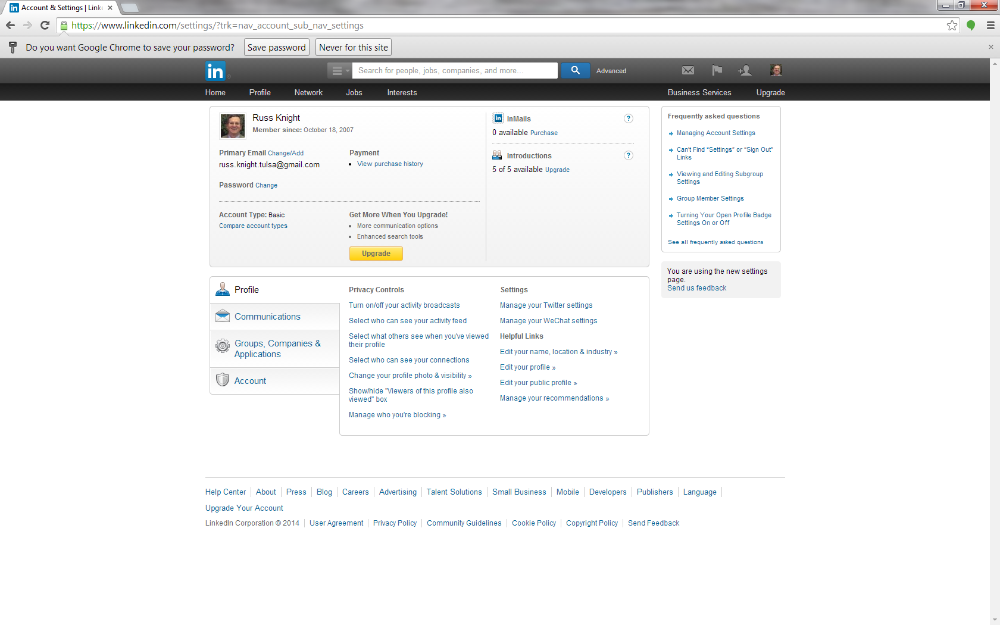 Account & Settings | Link
https://www.linkedin.com/settings/?trk=nav_account_sub_nav_settings
Do you want Google Chrome to save your password? Save password Never for this site
in
Search for people, jobs, companies, and more...
Advanced
Home Profile Network Jobs Interests Business Services Upgrade
Russ Knight
Member since: October 18, 2007
Primary Email Change/Add
russ.knight.tulsa@gmail.com
Payment
View purchase history
Password Change
Account Type: Basic
Compare account types
Get More When You Upgrade!
More communication options
Enhanced search tools
Upgrade
in InMails ?
0 available Purchase
Introductions ?
5 of 5 available Upgrade
Frequently asked questions
Managing Account Settings
Can't Find “Settings” or “Sign Out”
Links
Viewing and Editing Subgroup
Settings
Group Member Settings
Turning Your Open Profile Badge
Settings On or Off
See all frequently asked questions
You are using the new settings
page.
Send us feedback
Profile
Communications
Groups, Companies &
Applications
Account
Privacy Controls
Turn on/off your activity broadcasts
Select who can see your activity feed
Select what others see when you've viewed
their profile
Select who can see your connections
Change your profile photo & visibility »
Show/hide "Viewers of this profile also
viewed" box
Manage who you're blocking »
Settings
Manage your Twitter settings
Manage your WeChat settings
Helpful Links
Edit your name, location & industry »
Edit your profile »
Edit your public profile »
Manage your recommendations »
Help Center About Press Blog Careers Advertising Talent Solutions Small Business Mobile Developers Publishers Language
Upgrade Your Account
LinkedIn Corporation © 2014 User Agreement Privacy Policy Community Guidelines Cookie Policy Copyright Policy Send Feedback